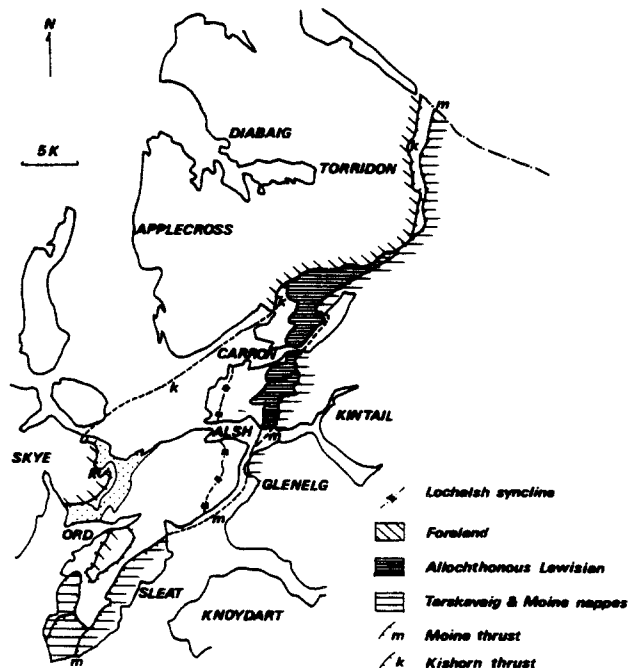 N
5K
DIABAIG
TORRIDON
APPLECROSS
m
k
k
CARRON
k
KINTAIL
ALSH
m
SKYE
GLENELG
ORD
m
SLEAT
KNOYDART
m
Lochalsh syncline
Foreland
Allochthonous Lewisian
Tarskavaig & Moine nappes
m Moine thrust
k Kishorn thrust